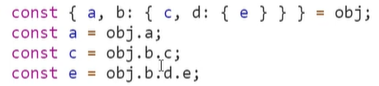 const { a, b: { c, d: { e } } } = obj;
const a = obj.a;
const c = obj.b.c;
const e = obj.b.d.e;